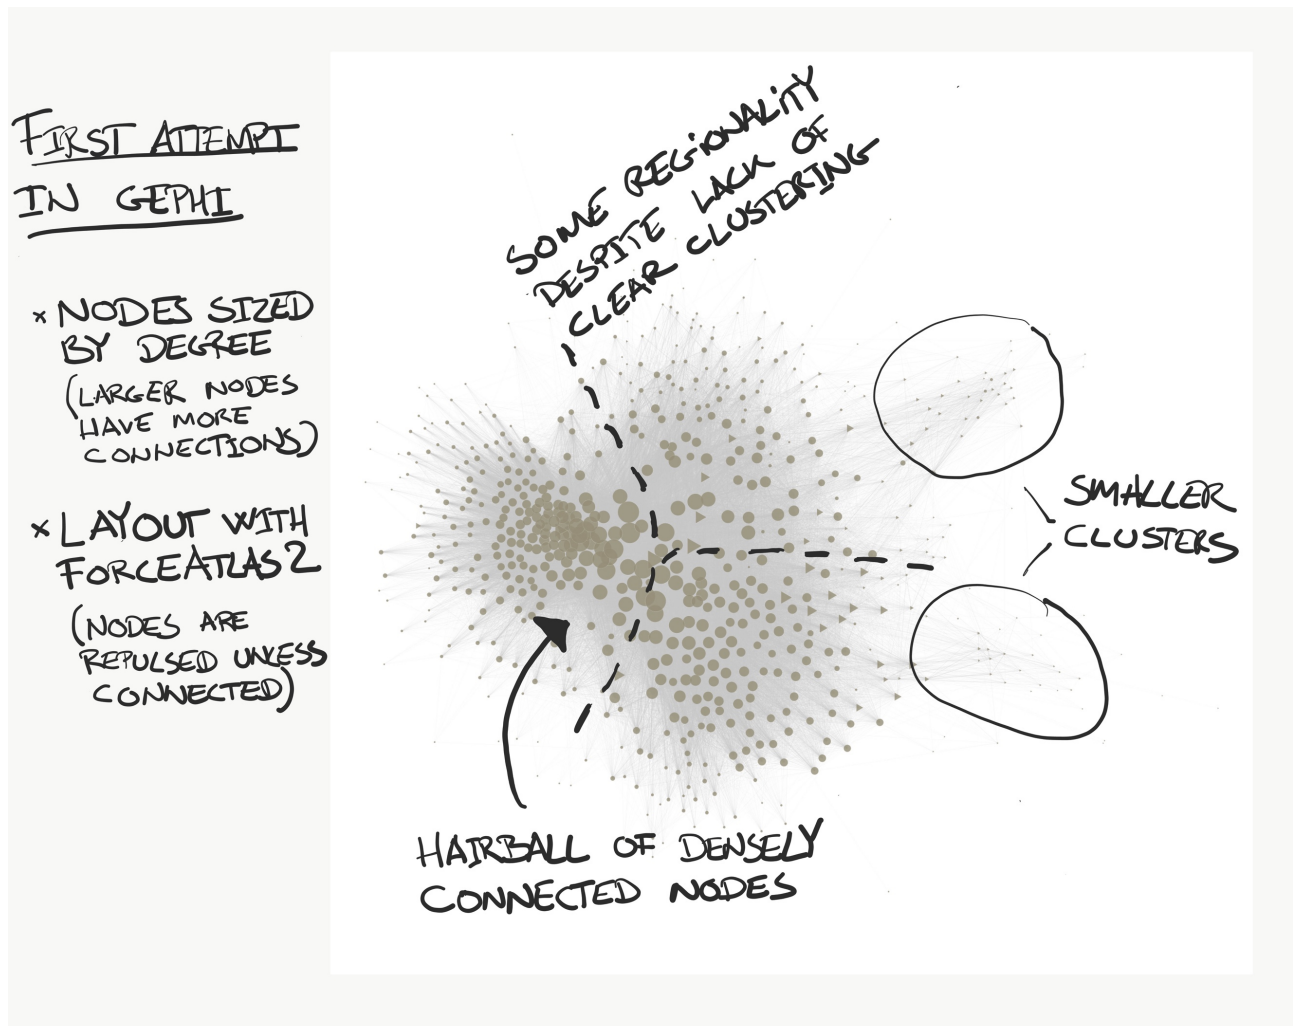 FIRST ATTEMPT
IN GEPHI
× NODES SIZED
BY DEGREE
(LARGER NODES
HAVE MORE
CONNECTIONS)
× LAYOUT WITH
FORCEATLAS2
(NODES ARE
REPULSED UNLESS
CONNECTED)
SOME REGIONALITY
DESPITE LACK OF
CLEAR CLUSTERING
SMALLER
CLUSTERS
HAIRBALL OF DENSELY
CONNECTED NODES